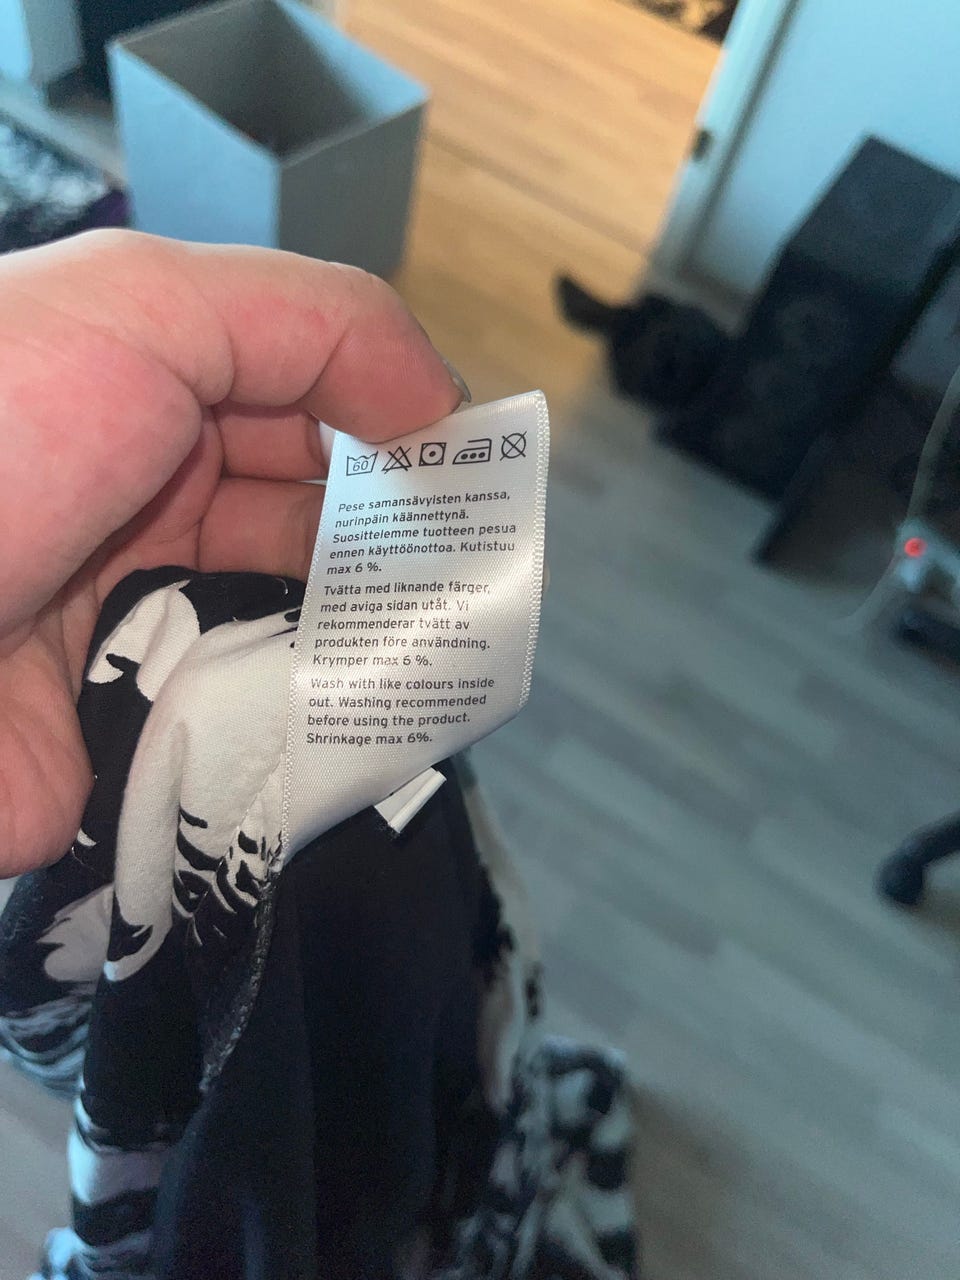 60
Pese samansävyisten kanssa,
nurinpäin käännettynä.
Suosittelemme tuotteen pesua
ennen käyttöönottoa. Kutistuu
max 6 %.
Tvätta med liknande färger,
med aviga sidan utåt. Vi
rekommenderar tvätt av
produkten före användning.
Krymper max 6 %.
Wash with like colours inside
out. Washing recommended
before using the product.
Shrinkage max 6%.